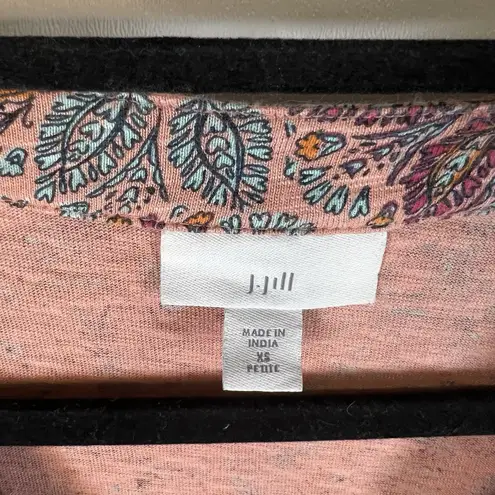 J.Jill
MADE IN
INDIA
XS
PETITE